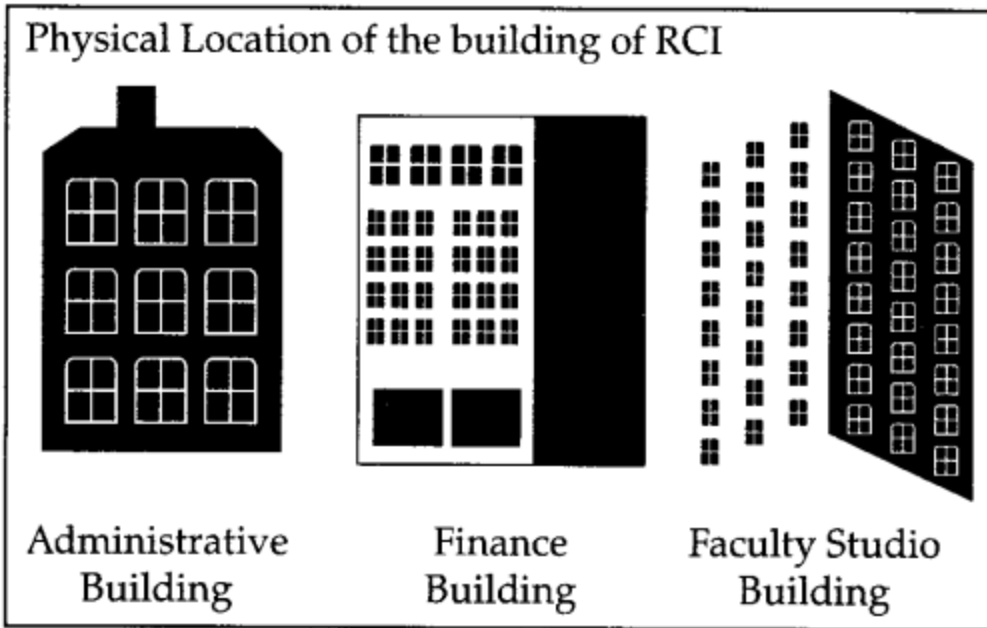 Physical Location of the building of RCI
Administrative
Building
Finance
Building
Faculty Studio
Building